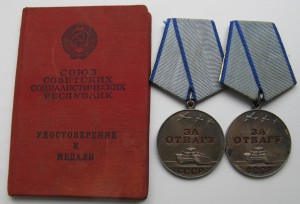 СОЮЗ
СОВЕТСКИХ
СОЦИАЛИСТИЧЕСКИХ
РЕСПУБЛИК
УДОСТОВЕРЕНИЕ
К
МЕДАЛИ
ЗА
ОТВАГУ
СССР
ЗА
ОТВАГУ
СССР